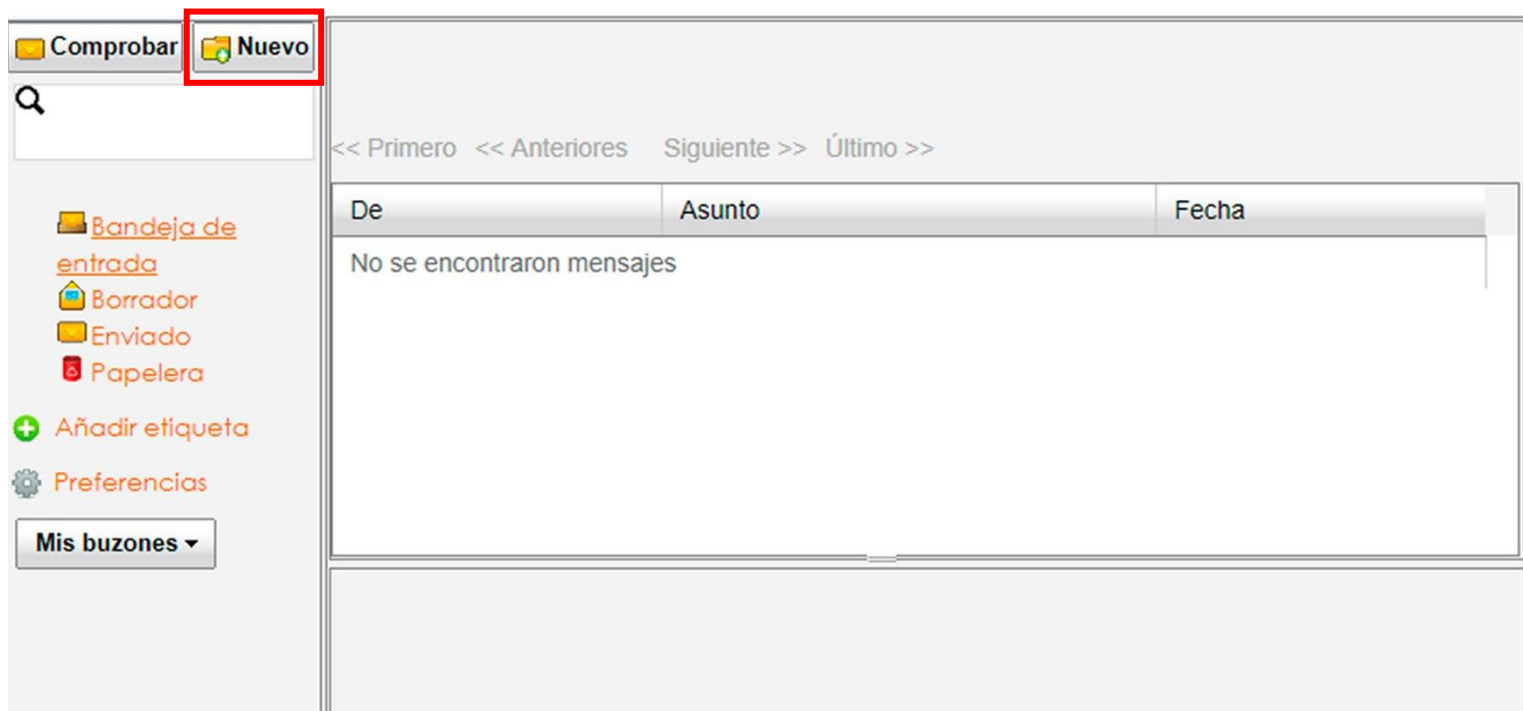 Comprobar Nuevo
<< Primero << Anteriores Siguiente >> Último >>
De Asunto Fecha
No se encontraron mensajes
Bandeja de
entrada
Borrador
Enviado
Papelera
Añadir etiqueta
Preferencias
Mis buzones